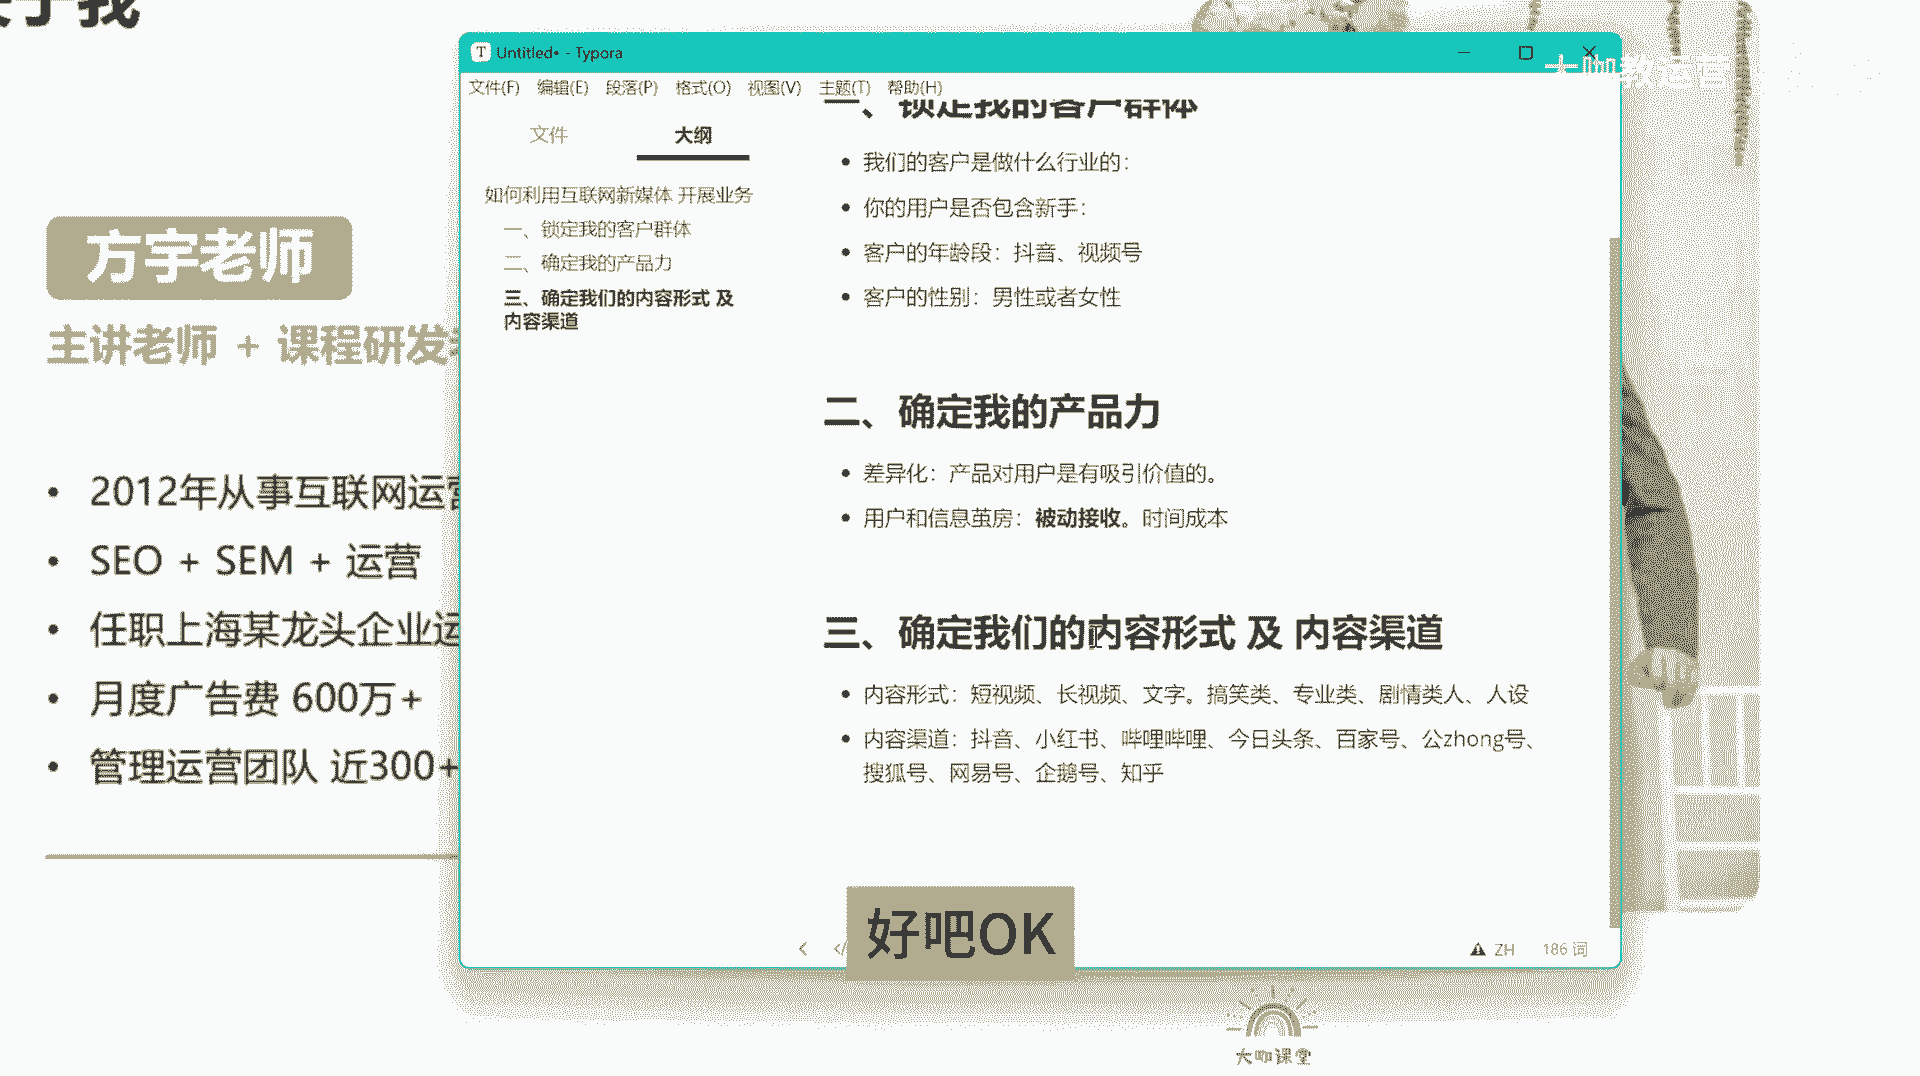 关于我
方宇老师
主讲老师 + 课程研发
2012年从事互联网运营
SEO + SEM + 运营
任职上海某龙头企业运
月度广告费 600万+
管理运营团队 近300+
Untitled• - Typora
文件(F) 编辑(E) 段落(P) 格式(O) 视图(V) 主题(T) 帮助(H)
文件 大纲
如何利用互联网新媒体 开展业务
一、锁定我的客户群体
二、确定我的产品力
三、确定我们的内容形式 及
内容渠道
一、锁定我的客户群体
我们的客户是做什么行业的:
你的用户是否包含新手:
客户的年龄段: 抖音、视频号
客户的性别: 男性或者女性
二、确定我的产品力
差异化: 产品对用户是有吸引价值的。
用户和信息茧房: 被动接收。时间成本
三、确定我们的内容形式 及 内容渠道
内容形式: 短视频、长视频、文字。搞笑类、专业类、剧情类人、人设
内容渠道: 抖音、小红书、哔哩哔哩、今日头条、百家号、公zhong号、
搜狐号、网易号、企鹅号、知乎
ZH 186 词
好吧OK
大咖教运营
大咖课堂